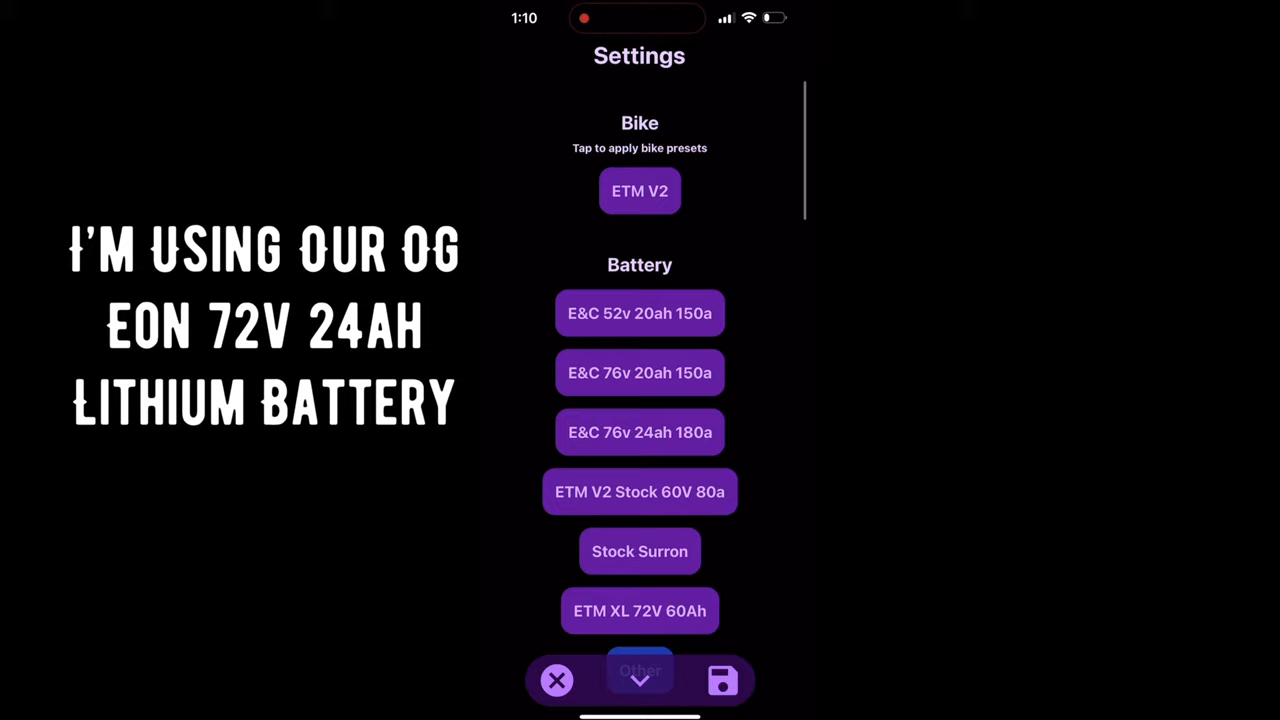 1:10
Settings
Bike
Tap to apply bike presets
ETM V2
Battery
E&C 52v 20ah 150a
E&C 76v 20ah 150a
E&C 76v 24ah 180a
ETM V2 Stock 60V 80a
Stock Surron
ETM XL 72V 60Ah
Other
I'm Using Our OG
EON 72V 24AH
Lithium Battery